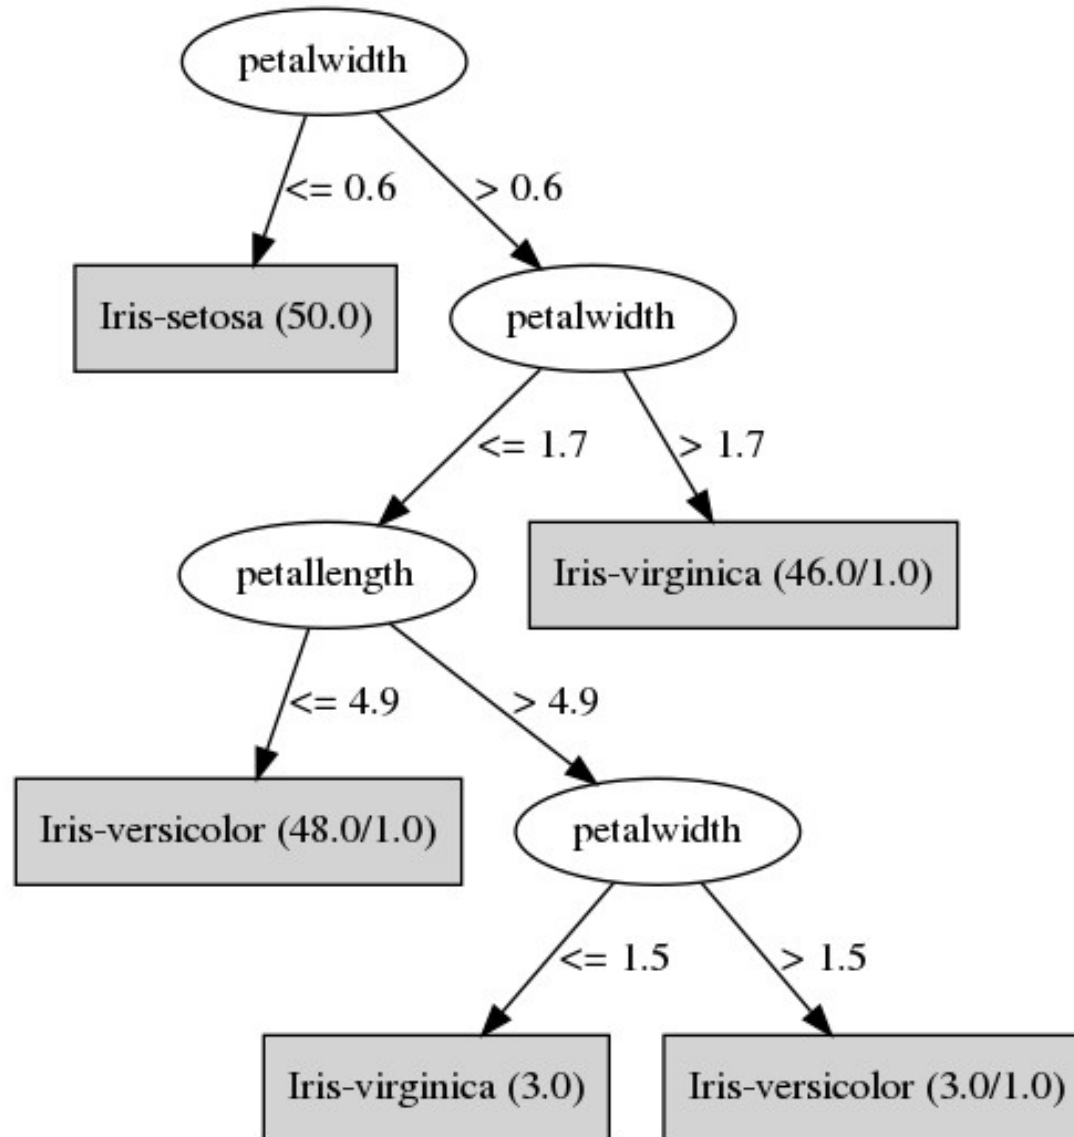 petalwidth
<= 0.6
> 0.6
Iris-setosa (50.0)
petalwidth
<= 1.7
> 1.7
petallength
Iris-virginica (46.0/1.0)
<= 4.9
> 4.9
Iris-versicolor (48.0/1.0)
petalwidth
<= 1.5
> 1.5
Iris-virginica (3.0)
Iris-versicolor (3.0/1.0)